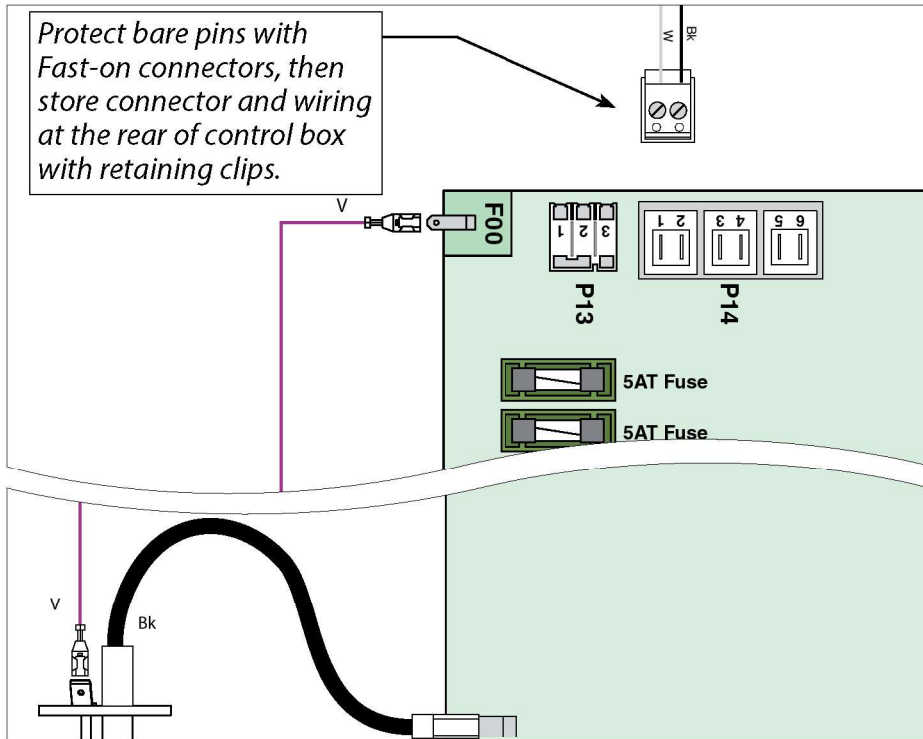 Protect bare pins with
Fast-on connectors, then
store connector and wiring
at the rear of control box
with retaining clips.
W
Bk
V
F00
1 2 3
1 2 3 4 5 6
P13
P14
5AT Fuse
5AT Fuse
V
Bk